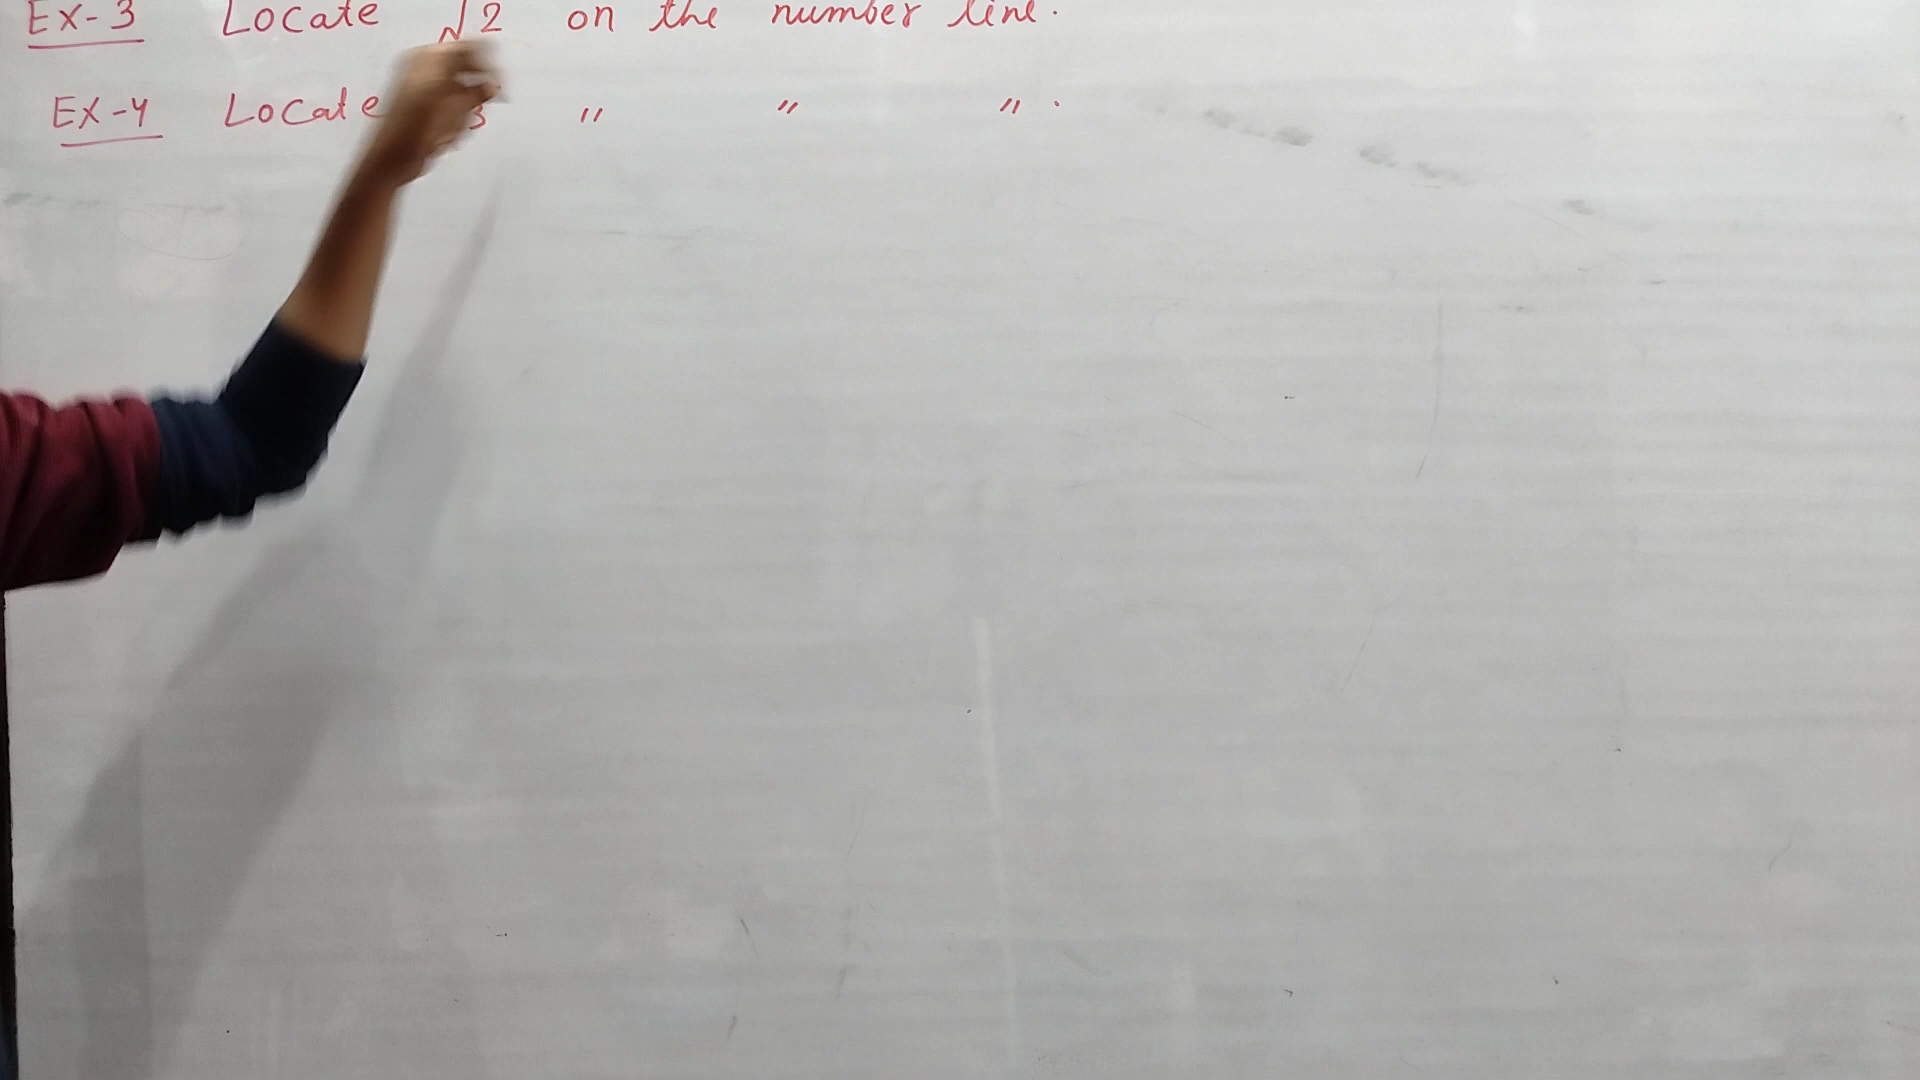 Ex-3 Locate √2 on the number line.
Ex-4 Locate 3 " " " .